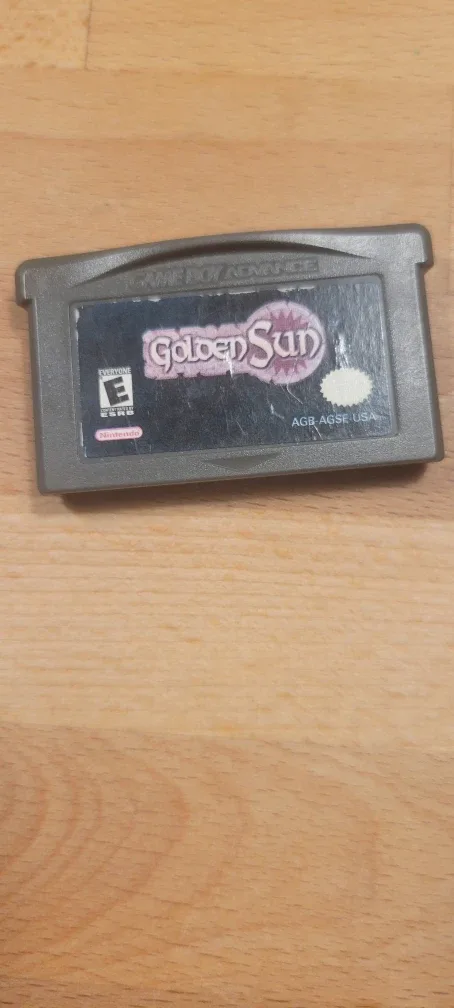 GAME BOY ADVANCE
Golden Sun
EVERYONE
E
CONTENT RATED BY
ESRB
Nintendo
AGB-AGSE-USA